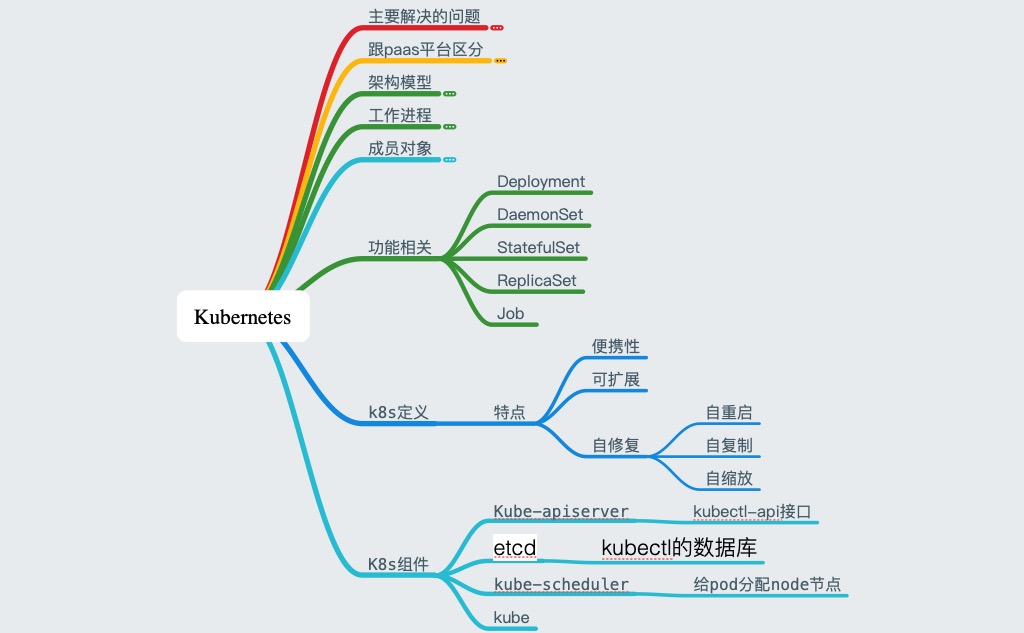 主要解决的问题
跟paas平台区分
架构模型
工作进程
成员对象
Deployment
DaemonSet
功能相关
StatefulSet
ReplicaSet
Job
Kubernetes
便携性
可扩展
k8s定义
特点
自重启
自修复
自复制
自缩放
Kube-apiserver
kubectl-api接口
etcd
kubectl的数据库
K8s组件
kube-scheduler
给pod分配node节点
kube